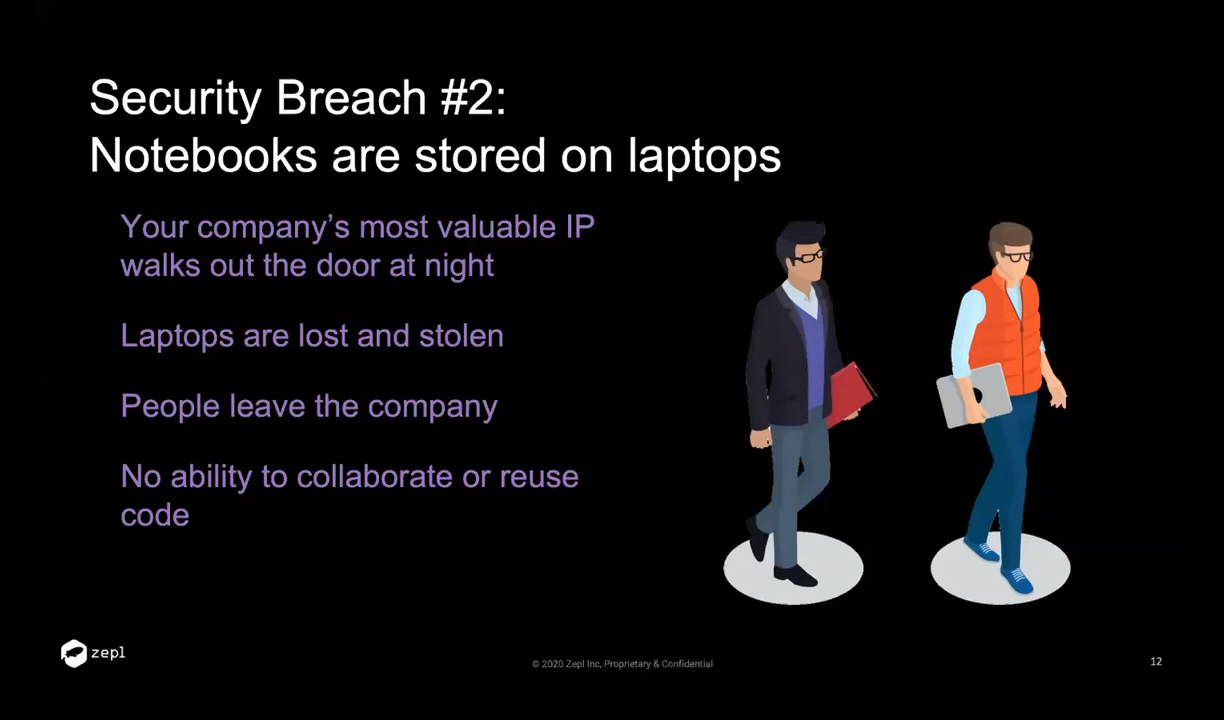 Security Breach #2:
Notebooks are stored on laptops
Your company’s most valuable IP
walks out the door at night
Laptops are lost and stolen
People leave the company
No ability to collaborate or reuse
code
zepl
© 2020 Zepl Inc, Proprietary & Confidential
12